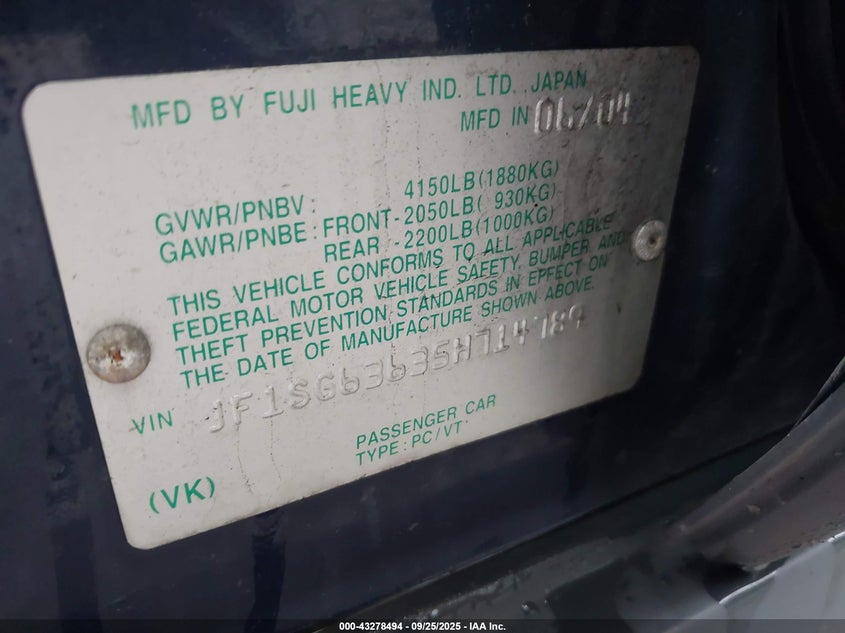 MFD BY FUJI HEAVY IND. LTD. JAPAN
MFD IN 06/04
GVWR/PNBV: 4150LB(1880KG)
GAWR/PNBE: FRONT-2050LB( 930KG)
REAR -2200LB(1000KG)
THIS VEHICLE CONFORMS TO ALL APPLICABLE
FEDERAL MOTOR VEHICLE SAFETY, BUMPER AND
THEFT PREVENTION STANDARDS IN EFFECT ON
THE DATE OF MANUFACTURE SHOWN ABOVE.
VIN JF1SG63635H714789
PASSENGER CAR
TYPE: PC/VT
(VK)
000-43278494 - 09/25/2025 - IAA Inc.